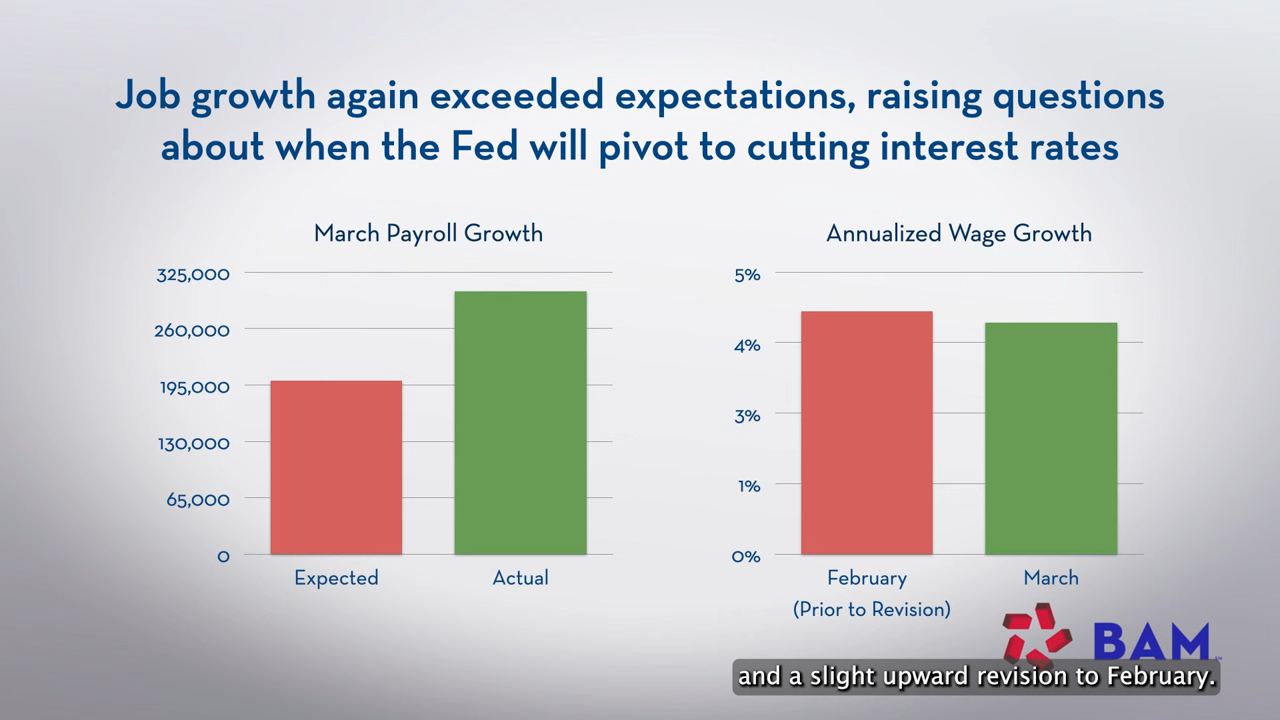 Job growth again exceeded expectations, raising questions
about when the Fed will pivot to cutting interest rates
March Payroll Growth
325,000
260,000
195,000
130,000
65,000
0
Expected
Actual
Annualized Wage Growth
5%
4%
3%
1%
0%
February
(Prior to Revision)
March
BAM
and a slight upward revision to February.